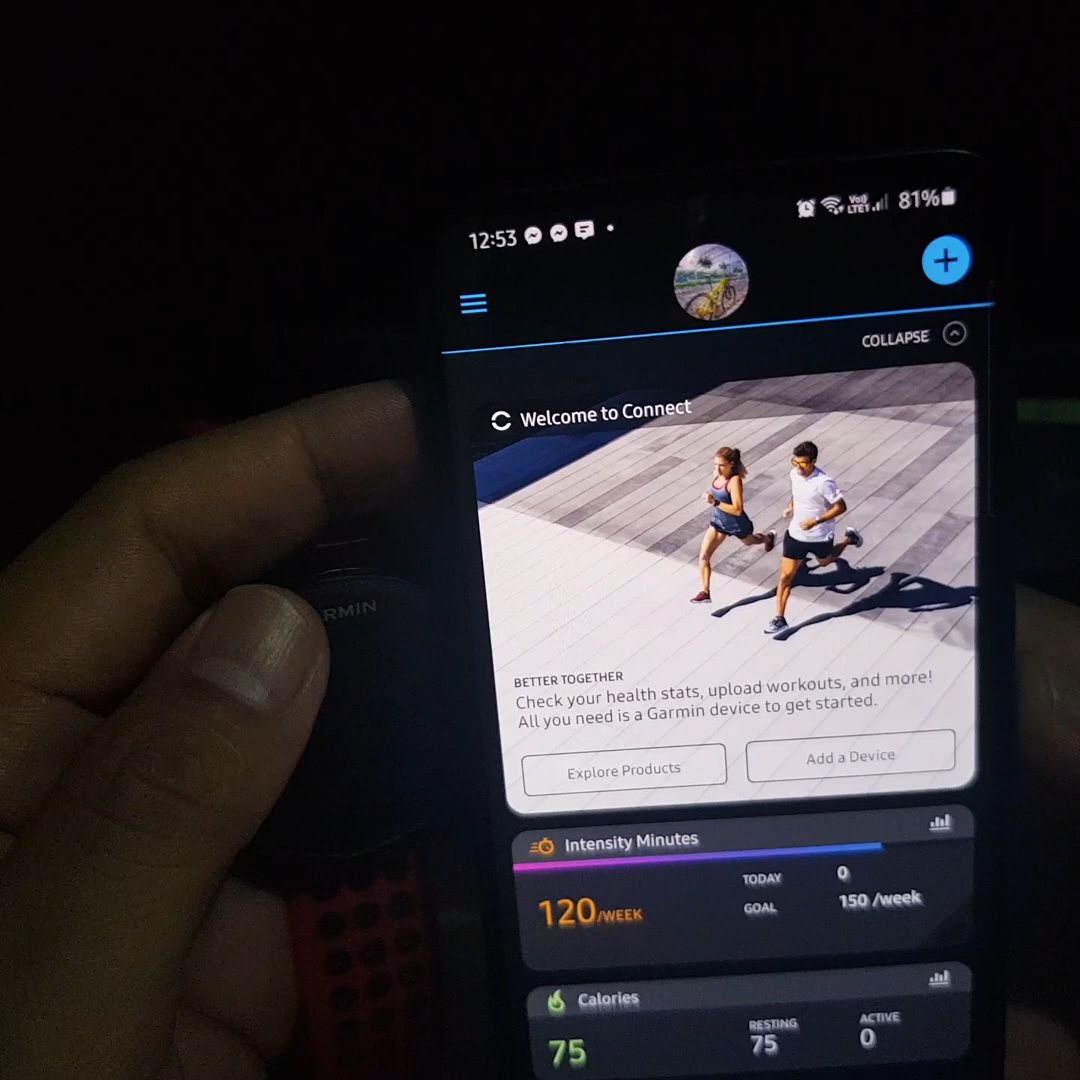 12:53
Vo)) LTE1 81%
COLLAPSE
Welcome to Connect
RMIN
BETTER TOGETHER
Check your health stats, upload workouts, and more!
All you need is a Garmin device to get started.
Explore Products
Add a Device
Intensity Minutes
120/WEEK
TODAY 0
GOAL 150 /week
Calories
75
RESTING
75
ACTIVE
0